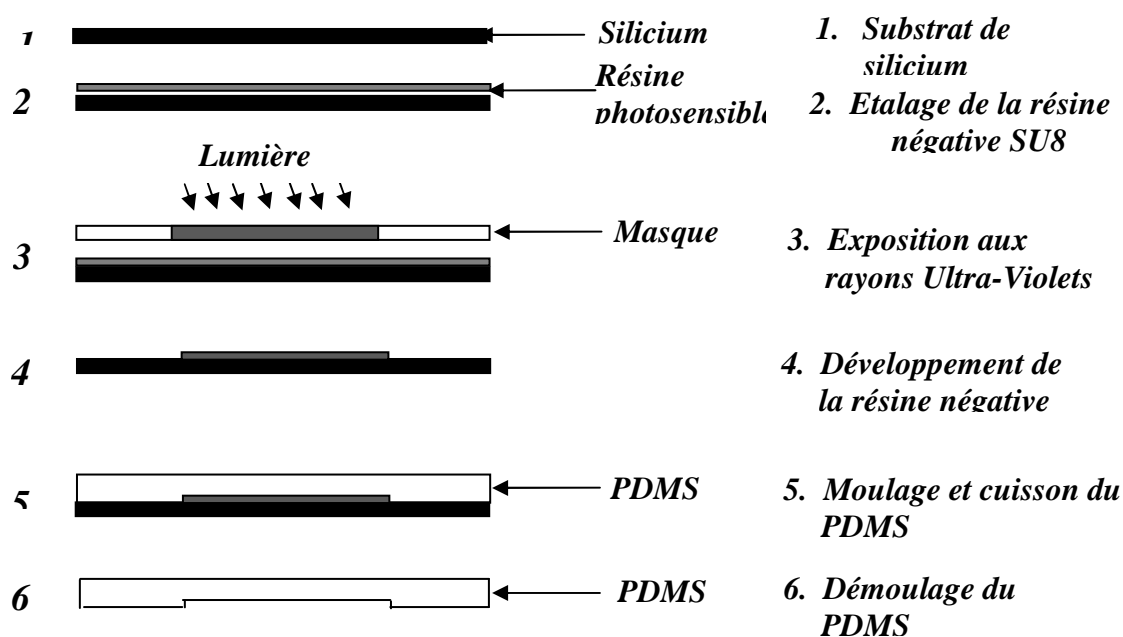 1
Silicium
1. Substrat de
silicium
2
Résine
photosensible
2. Etalage de la résine
négative SU8
Lumière
3
Masque
3. Exposition aux
rayons Ultra-Violets
4
4. Développement de
la résine négative
5
PDMS
5. Moulage et cuisson du
PDMS
6
PDMS
6. Démoulage du
PDMS